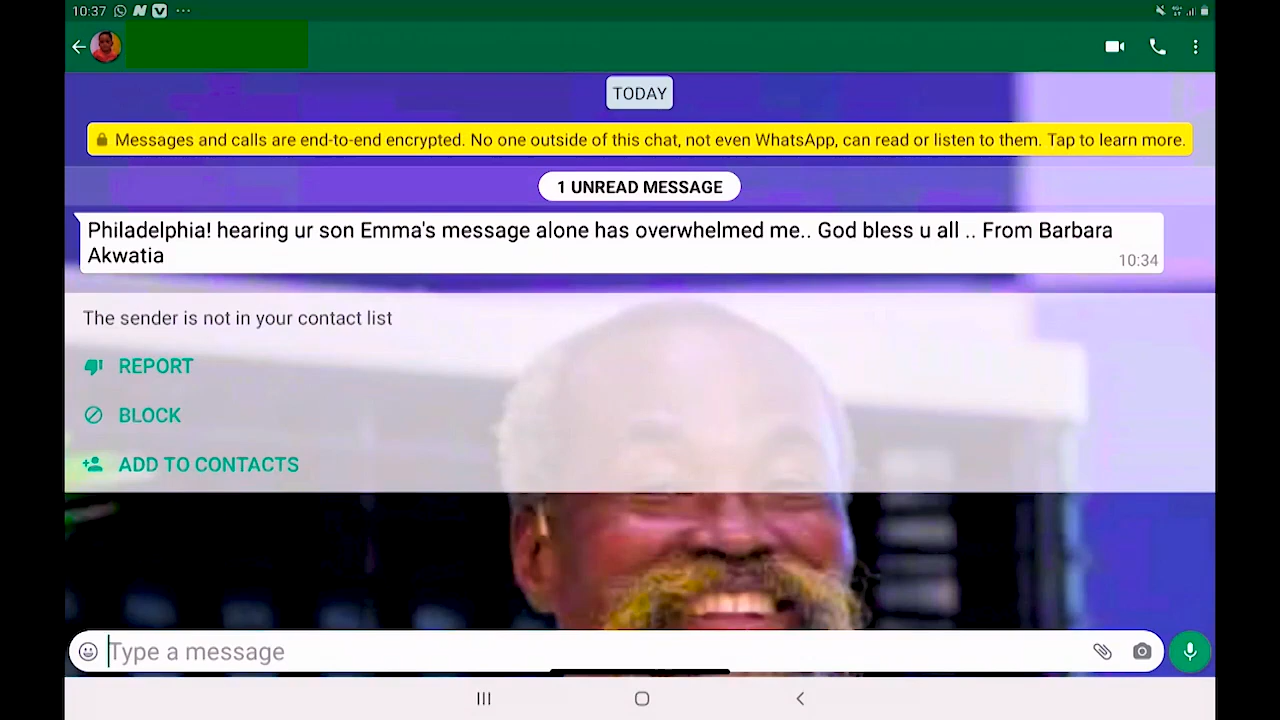 10:37
TODAY
Messages and calls are end-to-end encrypted. No one outside of this chat, not even WhatsApp, can read or listen to them. Tap to learn more.
1 UNREAD MESSAGE
Philadelphia! hearing ur son Emma's message alone has overwhelmed me.. God bless u all .. From Barbara
Akwatia
10:34
The sender is not in your contact list
REPORT
BLOCK
ADD TO CONTACTS
Type a message